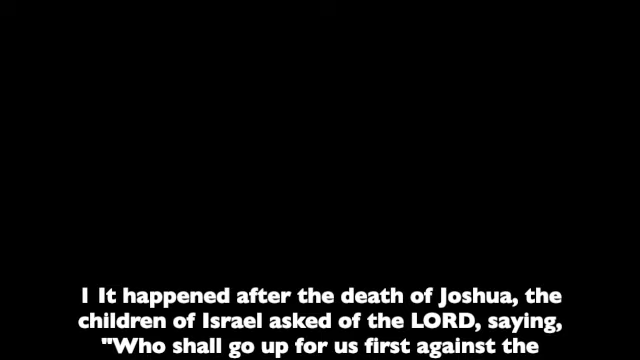 1 It happened after the death of Joshua, the
children of Israel asked of the LORD, saying,
"Who shall go up for us first against the